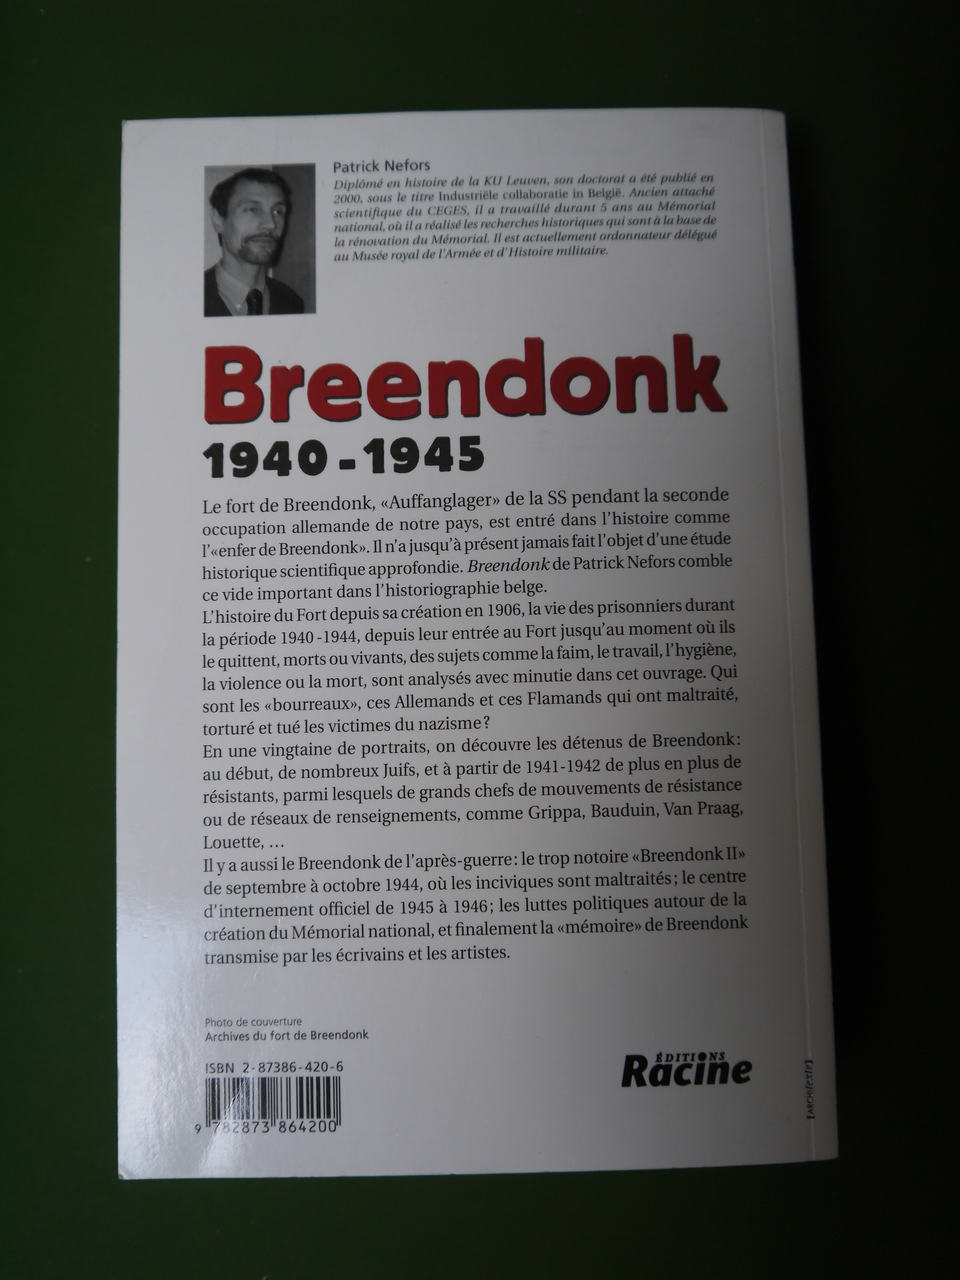 Patrick Nefors
Diplômé en histoire de la KU Leuven, son doctorat a été publié en
2000, sous le titre Industriële collaboratie in België. Ancien attaché
scientifique du CEGES, il a travaillé durant 5 ans au Mémorial
national, où il a réalisé les recherches historiques qui sont à la base de
la rénovation du Mémorial. Il est actuellement ordonnateur délégué
au Musée royal de l'Armée et d'Histoire militaire.
Breendonk
1940-1945
Le fort de Breendonk, «Auffanglager» de la SS pendant la seconde
occupation allemande de notre pays, est entré dans l'histoire comme
l'«enfer de Breendonk». Il n'a jusqu'à présent jamais fait l'objet d'une étude
historique scientifique approfondie. Breendonk de Patrick Nefors comble
ce vide important dans l'historiographie belge.
L'histoire du Fort depuis sa création en 1906, la vie des prisonniers durant
la période 1940-1944, depuis leur entrée au Fort jusqu'au moment où ils
le quittent, morts ou vivants, des sujets comme la faim, le travail, l'hygiène,
la violence ou la mort, sont analysés avec minutie dans cet ouvrage. Qui
sont les «bourreaux», ces Allemands et ces Flamands qui ont maltraité,
torturé et tué les victimes du nazisme?
En une vingtaine de portraits, on découvre les détenus de Breendonk:
au début, de nombreux Juifs, et à partir de 1941-1942 de plus en plus de
résistants, parmi lesquels de grands chefs de mouvements de résistance
ou de réseaux de renseignements, comme Grippa, Bauduin, Van Praag,
Louette, ...
Il y a aussi le Breendonk de l'après-guerre: le trop notoire «Breendonk II»
de septembre à octobre 1944, où les inciviques sont maltraités; le centre
d'internement officiel de 1945 à 1946; les luttes politiques autour de la
création du Mémorial national, et finalement la «mémoire» de Breendonk
transmise par les écrivains et les artistes.
Photo de couverture
Archives du fort de Breendonk
ISBN 2-87386-420-6
9 782873 864200
ÉDITIONS
Racine
[ARCHItexte]